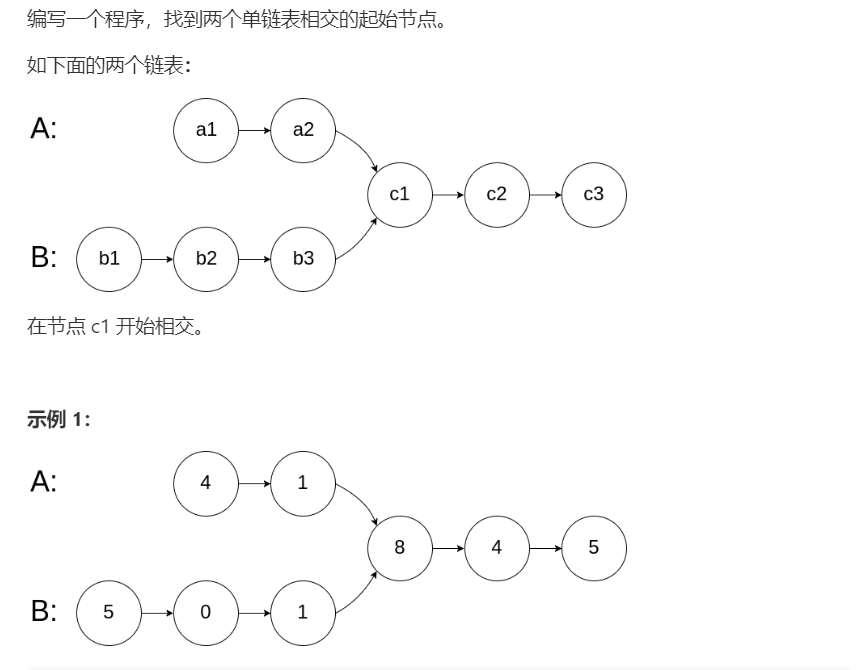 编写一个程序，找到两个单链表相交的起始节点。
如下面的两个链表：
A: a1 a2
c1 c2 c3
B: b1 b2 b3
在节点 c1 开始相交。
示例 1：
A: 4 1
8 4 5
B: 5 0 1